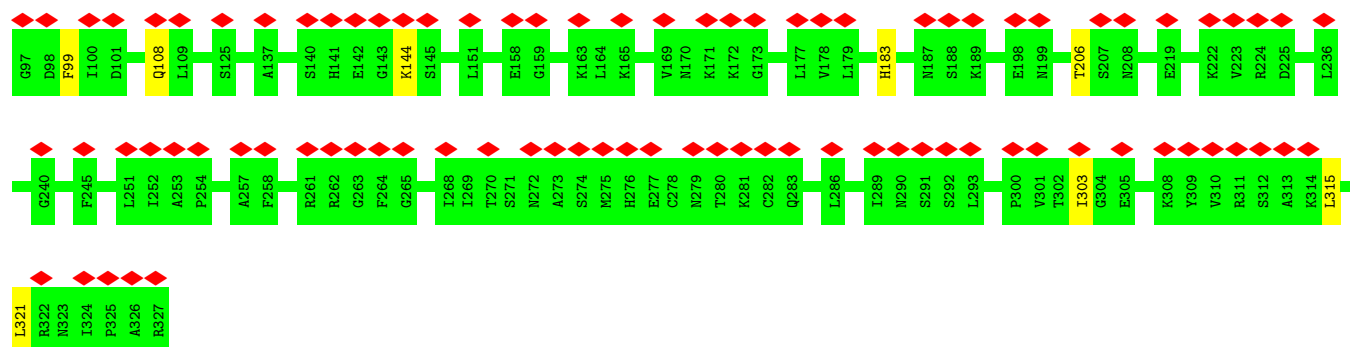 G97 D98 F99 I100 D101 Q108 L109 S125 A137 S140 H141 E142 G143 K144 S145 L151 E158 G159 K163 L164 K165 V169 N170 K171 K172 G173 L177 V178 L179 H183 N187 S188 K189 E198 N199 T206 S207 N208 E219 K222 V223 R224 D225 L236
G240 F245 L251 I252 A253 P254 A257 F258 R261 R262 G263 F264 G265 I268 I269 T270 S271 N272 A273 S274 M275 H276 E277 C278 N279 T280 K281 C282 Q283 L286 I289 N290 S291 S292 L293 P300 V301 T302 I303 G304 E305 K308 Y309 V310 R311 S312 A313 K314 L315
L321 R322 N323 I324 P325 A326 R327